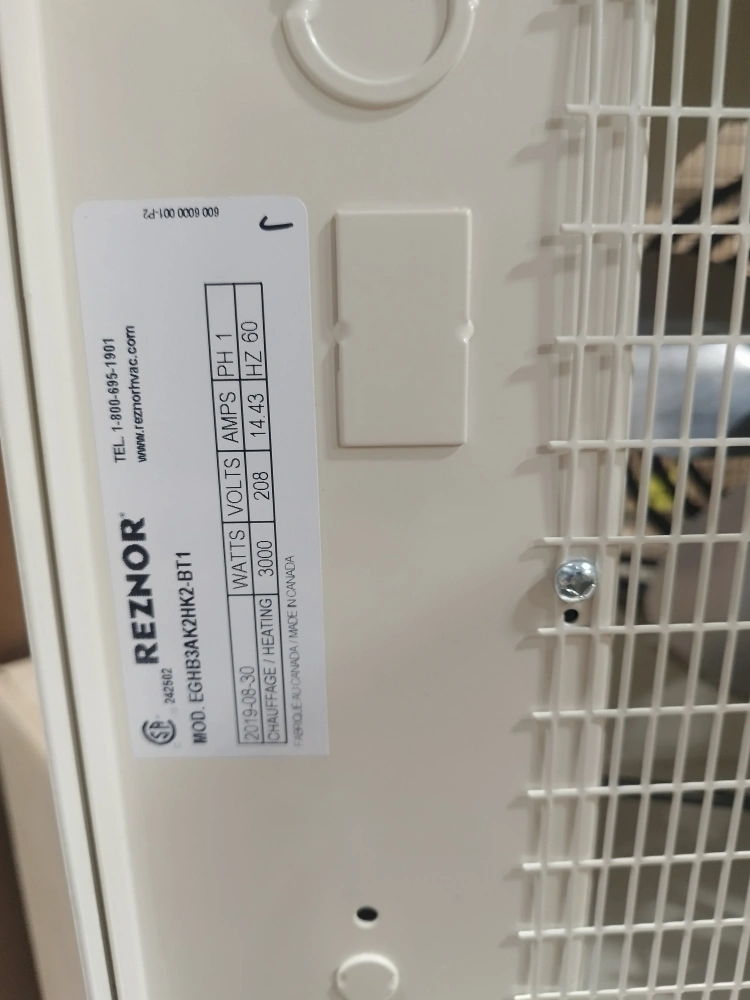 REZNOR®
TEL. 1-800-695-1901
www.reznorhvac.com
242502
MOD. EGHB3AK2HK2-BT1
2019-08-30 WATTS VOLTS AMPS PH 1
CHAUFFAGE / HEATING 3000 208 14.43 HZ 60
FABRIQUÉ AU CANADA / MADE IN CANADA
600 6000 001-P2
J